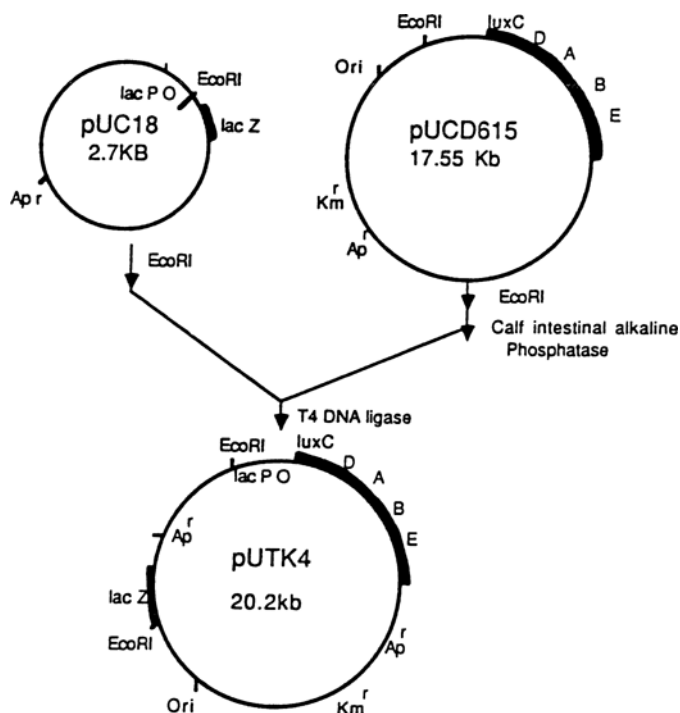 EcoRI
luxC
D
A
B
E
Ori
pUCD615
17.55 Kb
Km r
Ap r
EcoRI
lac P O
lac Z
pUC18
2.7KB
Ap r
EcoRI
EcoRI
Calf intestinal alkaline
Phosphatase
T4 DNA ligase
EcoRI
luxC
lac P O
D
A
B
E
Ap r
pUTK4
20.2kb
lac Z
EcoRI
Ap r
Ori
Km r